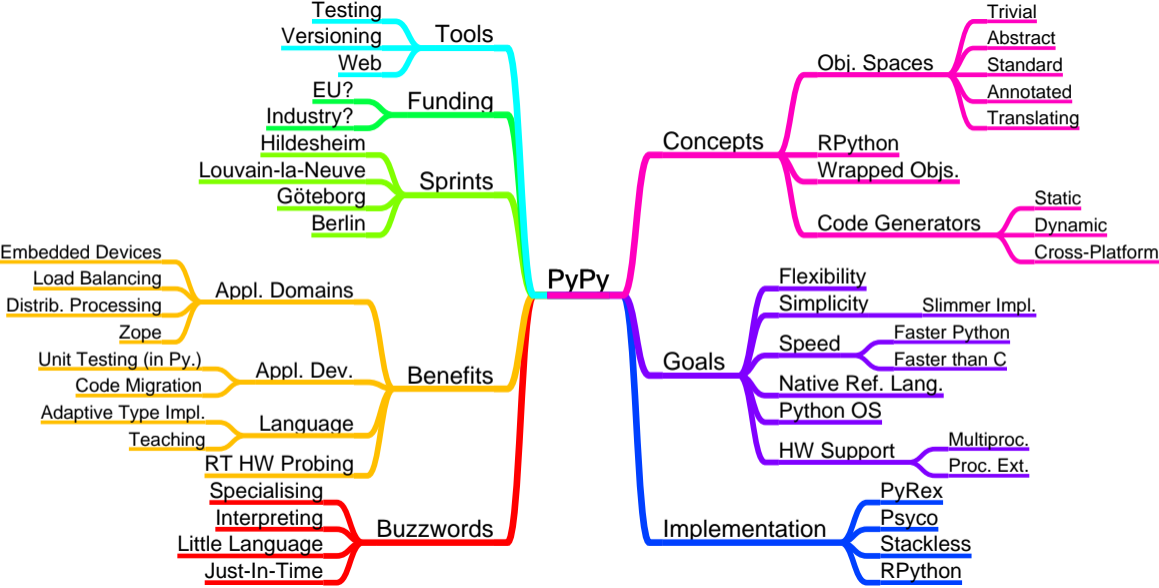 PyPy
Tools
Testing
Versioning
Web
Funding
EU?
Industry?
Sprints
Hildesheim
Louvain-la-Neuve
Göteborg
Berlin
Benefits
Appl. Domains
Embedded Devices
Load Balancing
Distrib. Processing
Zope
Appl. Dev.
Unit Testing (in Py.)
Code Migration
Language
Adaptive Type Impl.
Teaching
RT HW Probing
Buzzwords
Specialising
Interpreting
Little Language
Just-In-Time
Concepts
Obj. Spaces
Trivial
Abstract
Standard
Annotated
Translating
RPython
Wrapped Objs.
Code Generators
Static
Dynamic
Cross-Platform
Goals
Flexibility
Simplicity
Slimmer Impl.
Speed
Faster Python
Faster than C
Native Ref. Lang.
Python OS
HW Support
Multiproc.
Proc. Ext.
Implementation
PyRex
Psyco
Stackless
RPython